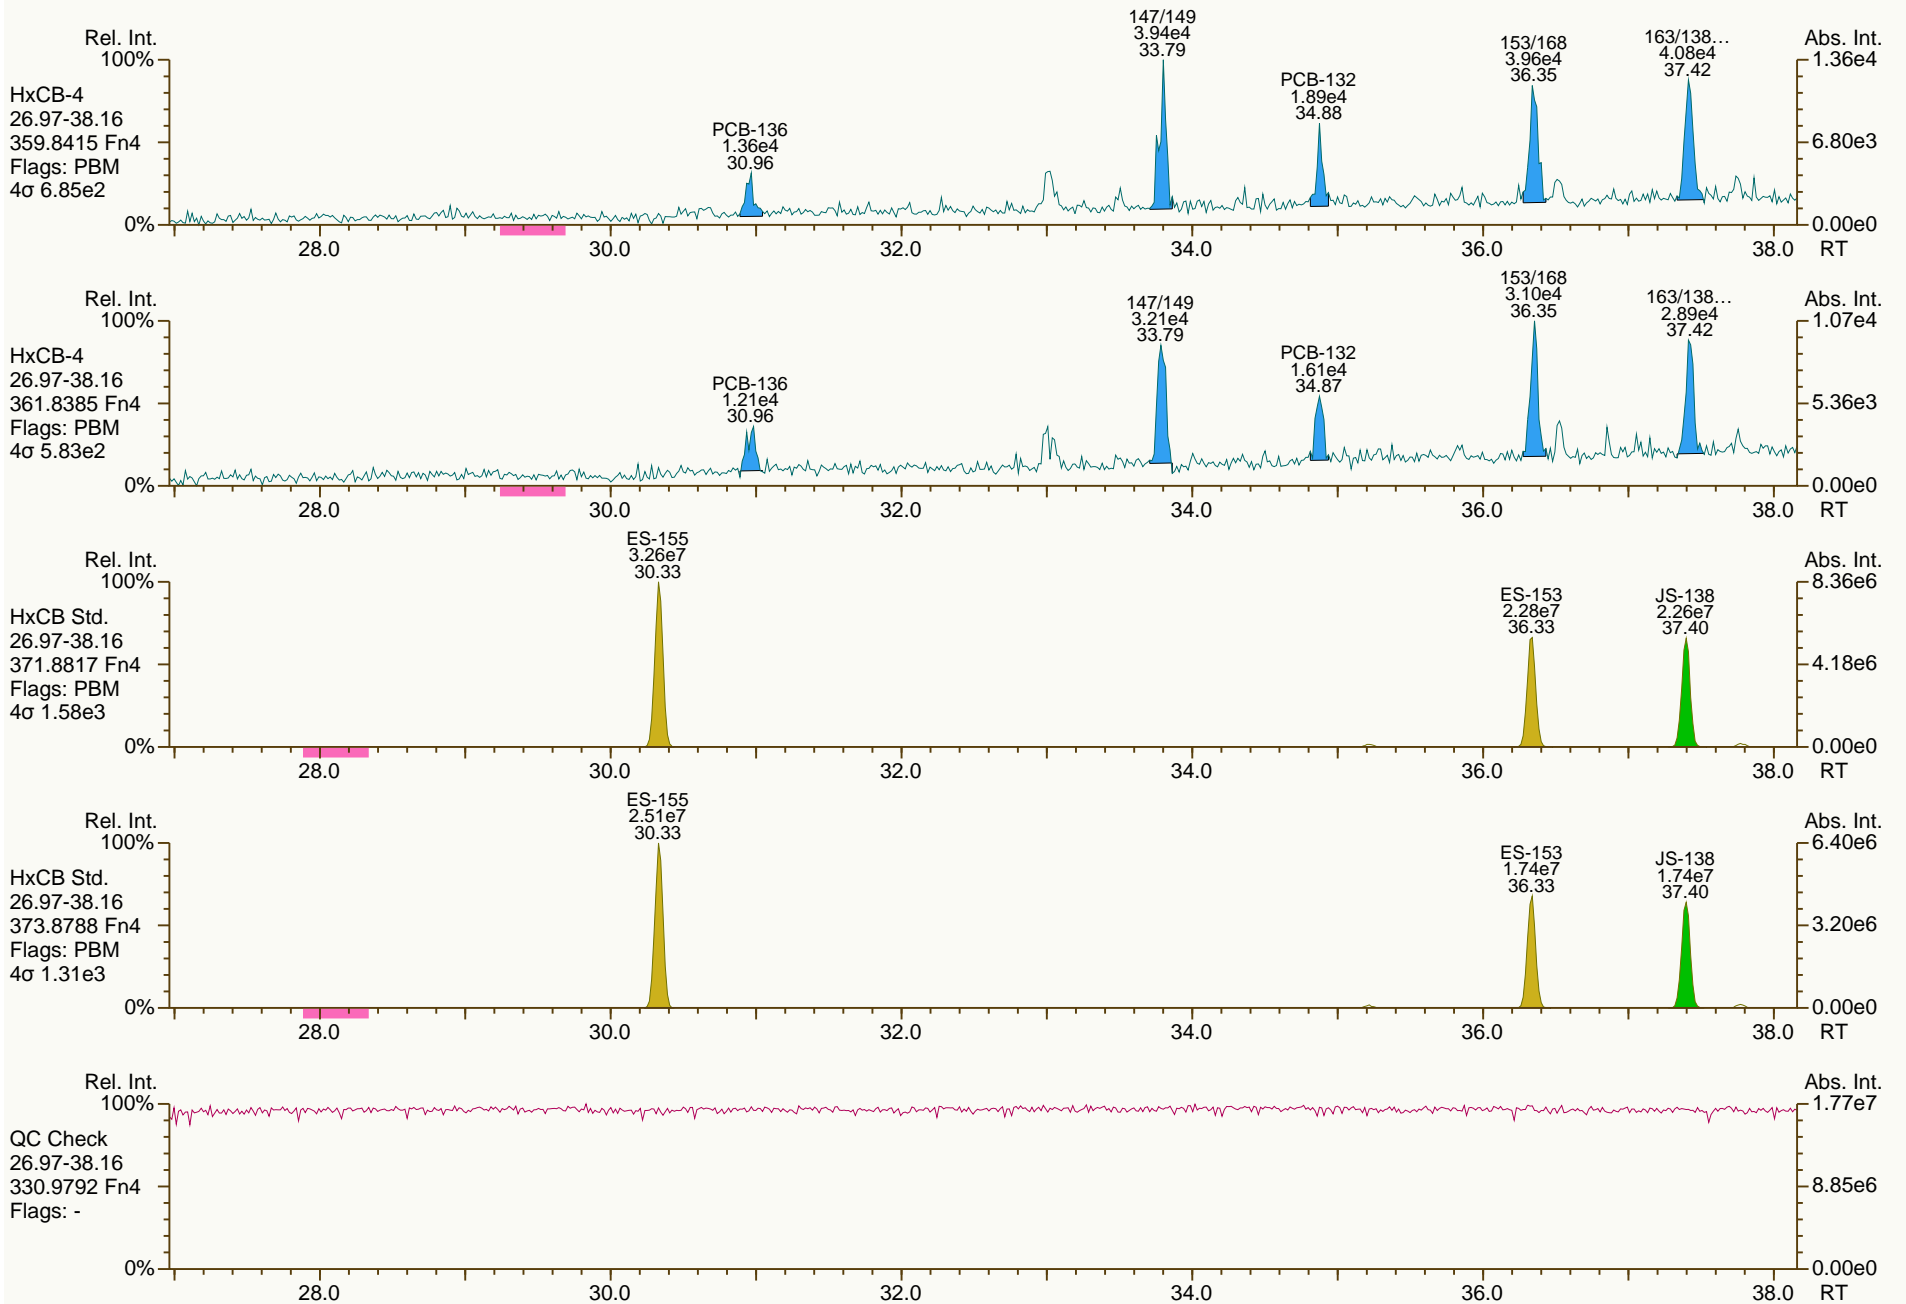 Rel. Int.
100%
0%
HxCB-4
26.97-38.16
359.8415 Fn4
Flags: PBM
4σ 6.85e2
PCB-136
1.36e4
30.96
147/149
3.94e4
33.79
PCB-132
1.89e4
34.88
153/168
3.96e4
36.35
163/138…
4.08e4
37.42
Abs. Int.
1.36e4
6.80e3
0.00e0
28.0 30.0 32.0 34.0 36.0 38.0 RT
Rel. Int.
100%
0%
HxCB-4
26.97-38.16
361.8385 Fn4
Flags: PBM
4σ 5.83e2
PCB-136
1.21e4
30.96
147/149
3.21e4
33.79
PCB-132
1.61e4
34.87
153/168
3.10e4
36.35
163/138…
2.89e4
37.42
Abs. Int.
1.07e4
5.36e3
0.00e0
28.0 30.0 32.0 34.0 36.0 38.0 RT
Rel. Int.
100%
0%
HxCB Std.
26.97-38.16
371.8817 Fn4
Flags: PBM
4σ 1.58e3
ES-155
3.26e7
30.33
ES-153
2.28e7
36.33
JS-138
2.26e7
37.40
Abs. Int.
8.36e6
4.18e6
0.00e0
28.0 30.0 32.0 34.0 36.0 38.0 RT
Rel. Int.
100%
0%
HxCB Std.
26.97-38.16
373.8788 Fn4
Flags: PBM
4σ 1.31e3
ES-155
2.51e7
30.33
ES-153
1.74e7
36.33
JS-138
1.74e7
37.40
Abs. Int.
6.40e6
3.20e6
0.00e0
28.0 30.0 32.0 34.0 36.0 38.0 RT
Rel. Int.
100%
0%
QC Check
26.97-38.16
330.9792 Fn4
Flags: -
Abs. Int.
1.77e7
8.85e6
0.00e0
28.0 30.0 32.0 34.0 36.0 38.0 RT